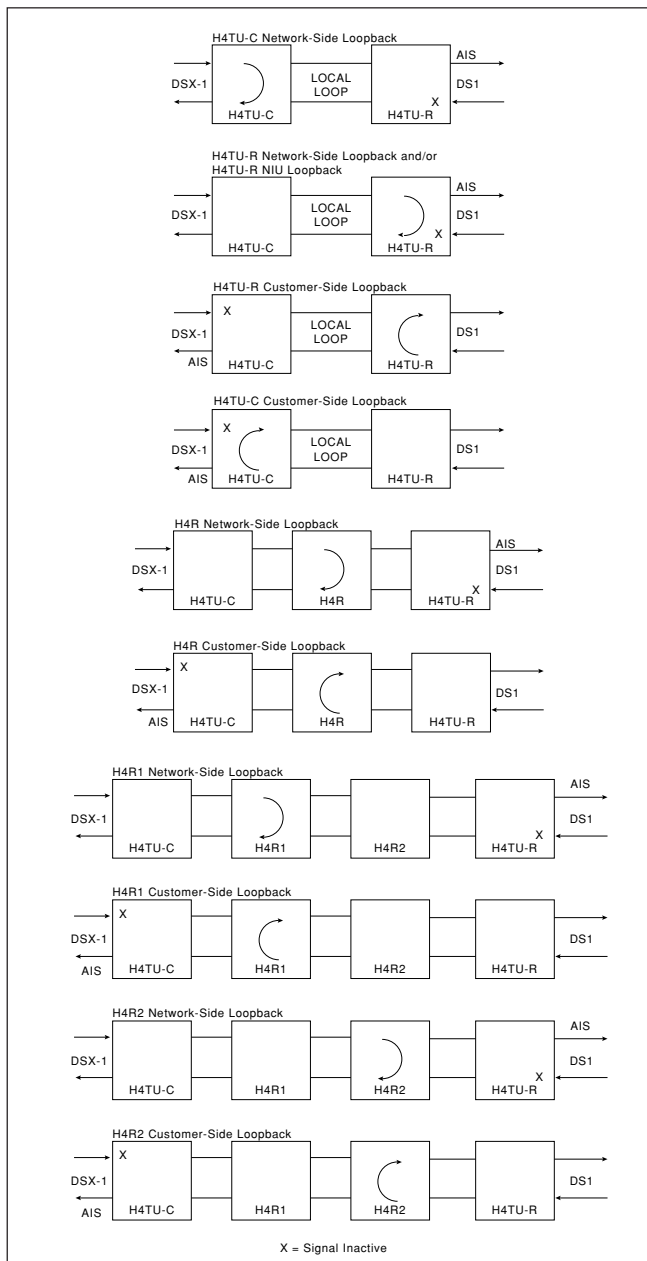 H4TU-C Network-Side Loopback
AIS
DSX-1
LOCAL
LOOP
DS1
X
H4TU-C
H4TU-R
H4TU-R Network-Side Loopback and/or
H4TU-R NIU Loopback
AIS
DSX-1
LOCAL
LOOP
DS1
X
H4TU-C
H4TU-R
H4TU-R Customer-Side Loopback
X
DSX-1
LOCAL
LOOP
DS1
AIS
H4TU-C
H4TU-R
H4TU-C Customer-Side Loopback
X
DSX-1
LOCAL
LOOP
DS1
AIS
H4TU-C
H4TU-R
H4R Network-Side Loopback
AIS
DSX-1
DS1
X
H4TU-C
H4R
H4TU-R
H4R Customer-Side Loopback
X
DSX-1
DS1
AIS
H4TU-C
H4R
H4TU-R
H4R1 Network-Side Loopback
AIS
DSX-1
DS1
X
H4TU-C
H4R1
H4R2
H4TU-R
H4R1 Customer-Side Loopback
X
DSX-1
DS1
AIS
H4TU-C
H4R1
H4R2
H4TU-R
H4R2 Network-Side Loopback
AIS
DSX-1
DS1
X
H4TU-C
H4R1
H4R2
H4TU-R
H4R2 Customer-Side Loopback
X
DSX-1
DS1
AIS
H4TU-C
H4R1
H4R2
H4TU-R
X = Signal Inactive